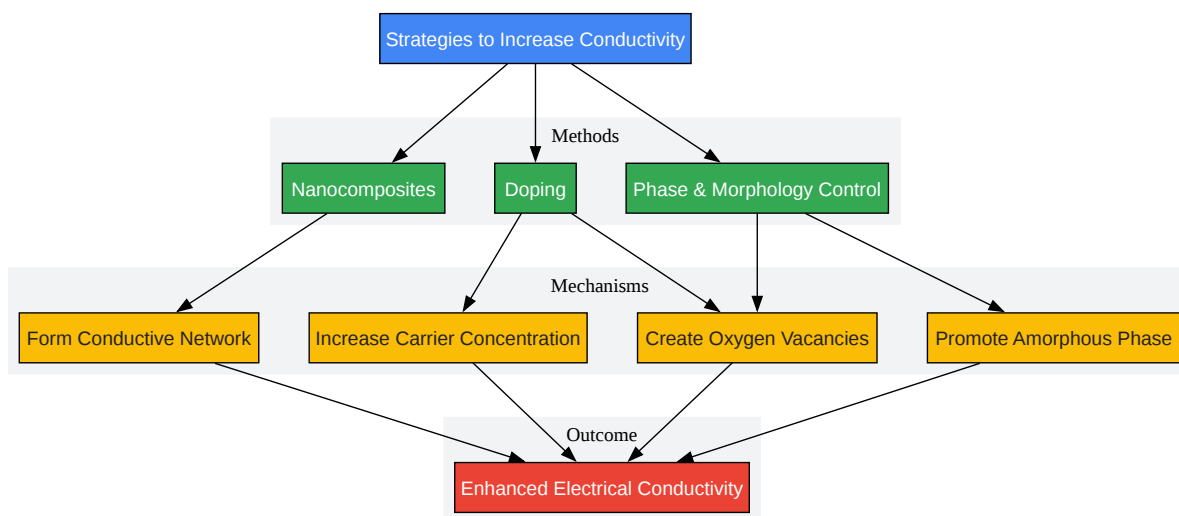 Strategies to Increase Conductivity
Methods
Nanocomposites
Doping
Phase & Morphology Control
Mechanisms
Form Conductive Network
Increase Carrier Concentration
Create Oxygen Vacancies
Promote Amorphous Phase
Outcome
Enhanced Electrical Conductivity